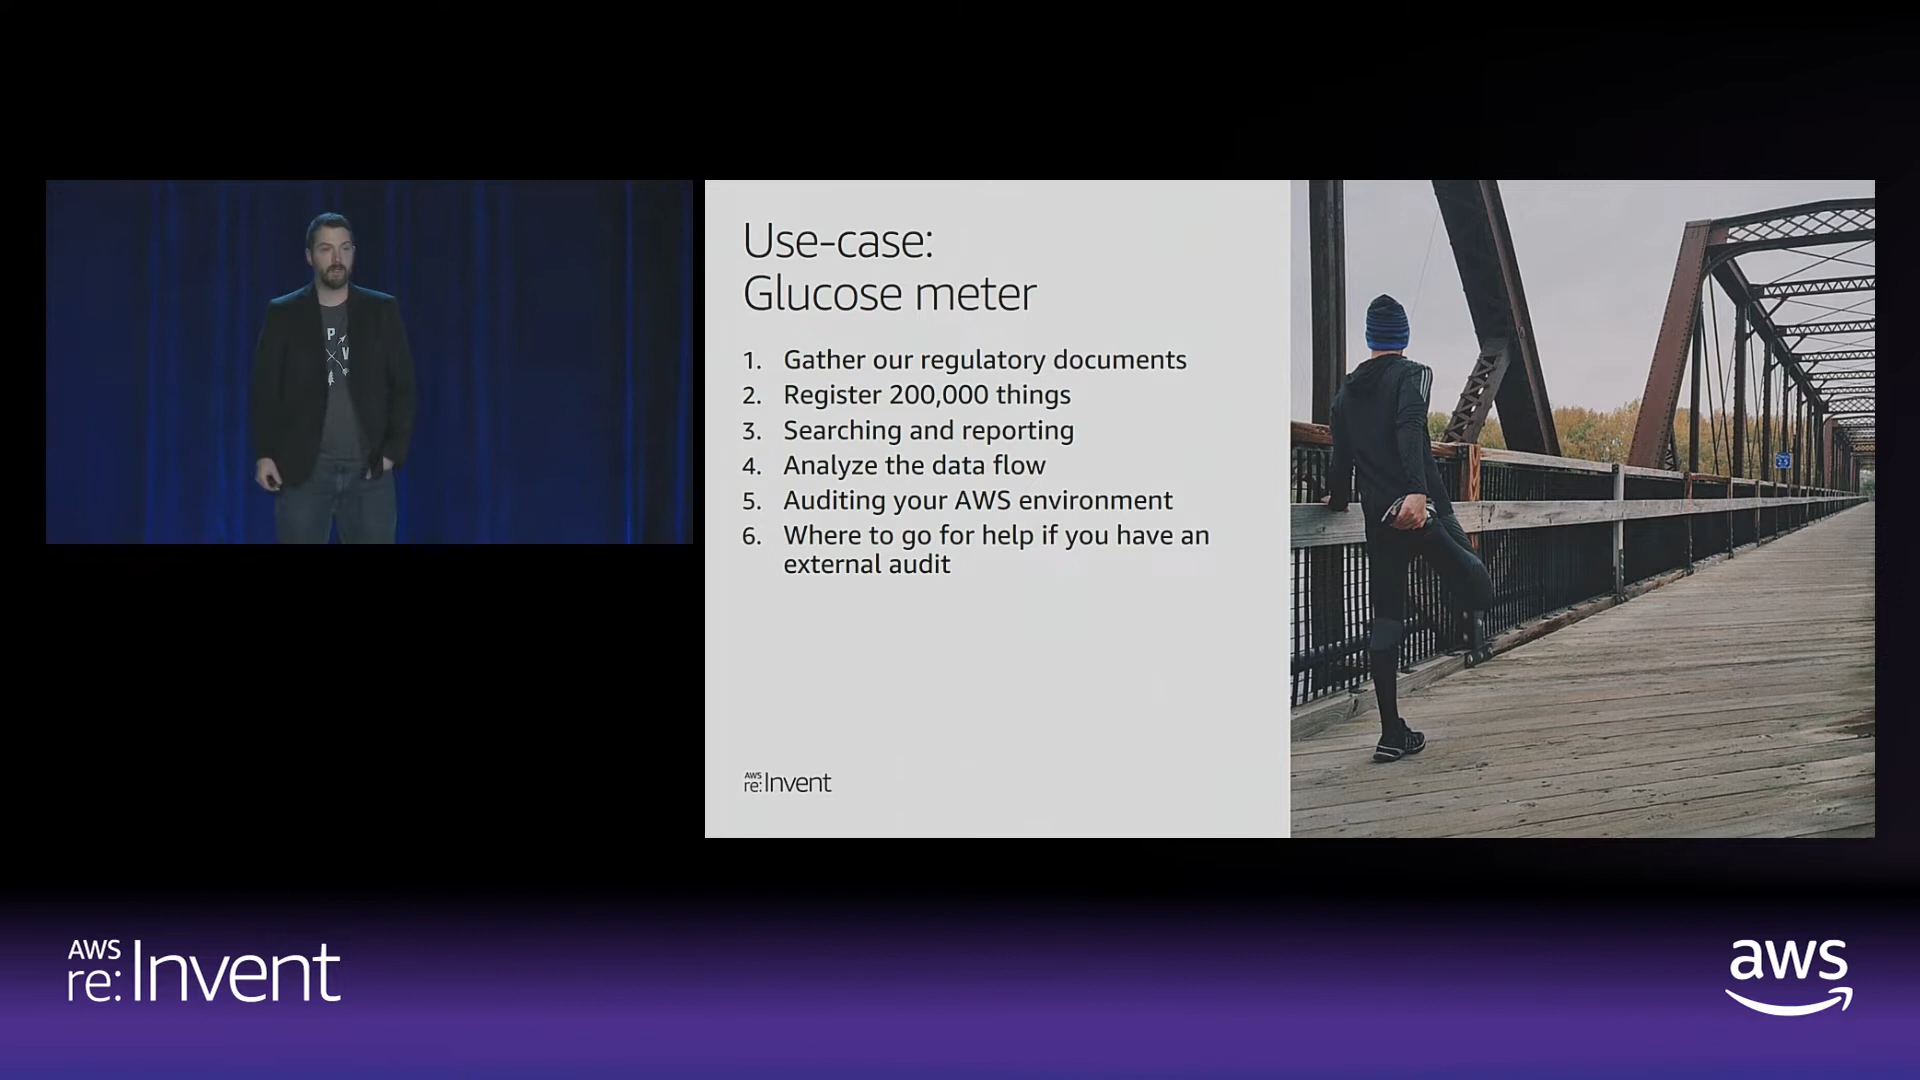 P
V
Use-case:
Glucose meter
1. Gather our regulatory documents
2. Register 200,000 things
3. Searching and reporting
4. Analyze the data flow
5. Auditing your AWS environment
6. Where to go for help if you have an
external audit
AWS
re:Invent
AWS
re:Invent
aws